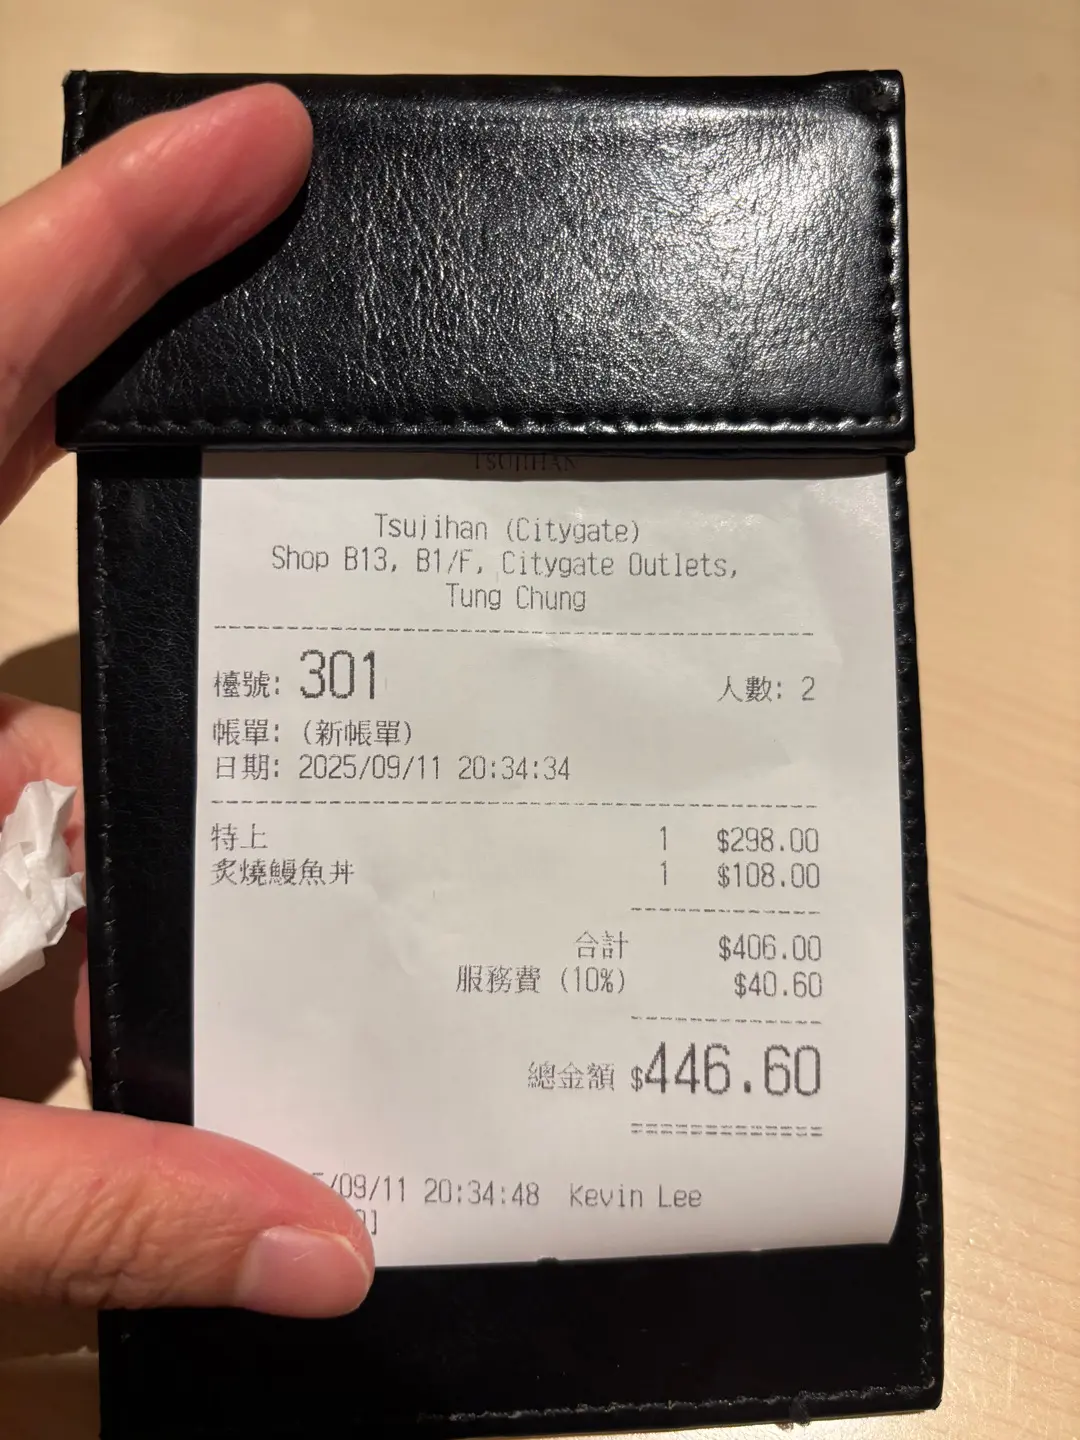 TSUJIHAN
Tsujihan (Citygate)
Shop B13, B1/F, Citygate Outlets,
Tung Chung
檯號: 301 人數: 2
帳單: (新帳單)
日期: 2025/09/11 20:34:34
特上 1 $298.00
炙燒鰻魚丼 1 $108.00
合計 $406.00
服務費 (10%) $40.60
總金額 $446.60
/09/11 20:34:48 Kevin Lee